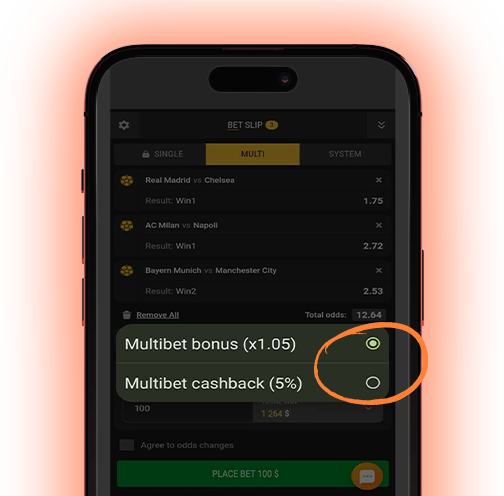 BET SLIP 3
SINGLE MULTI SYSTEM
Real Madrid vs Chelsea
Result: Win1 1.75
AC Milan vs Napoli
Result: Win1 2.72
Bayern Munich vs Manchester City
Result: Win2 2.53
Remove All Total odds: 12.64
Multibet bonus (x1.05)
Multibet cashback (5%)
100 1 264 $
Agree to odds changes
PLACE BET 100 $